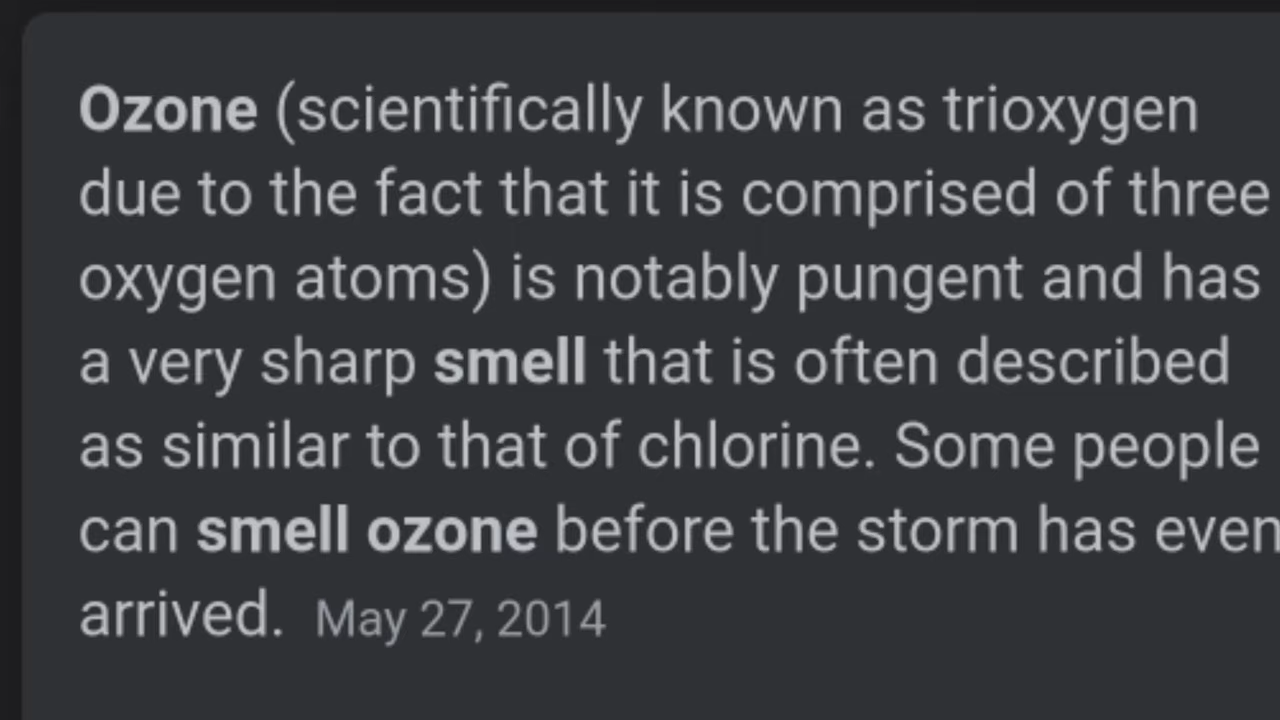 Ozone (scientifically known as trioxygen
due to the fact that it is comprised of three
oxygen atoms) is notably pungent and has
a very sharp smell that is often described
as similar to that of chlorine. Some people
can smell ozone before the storm has even
arrived. May 27, 2014